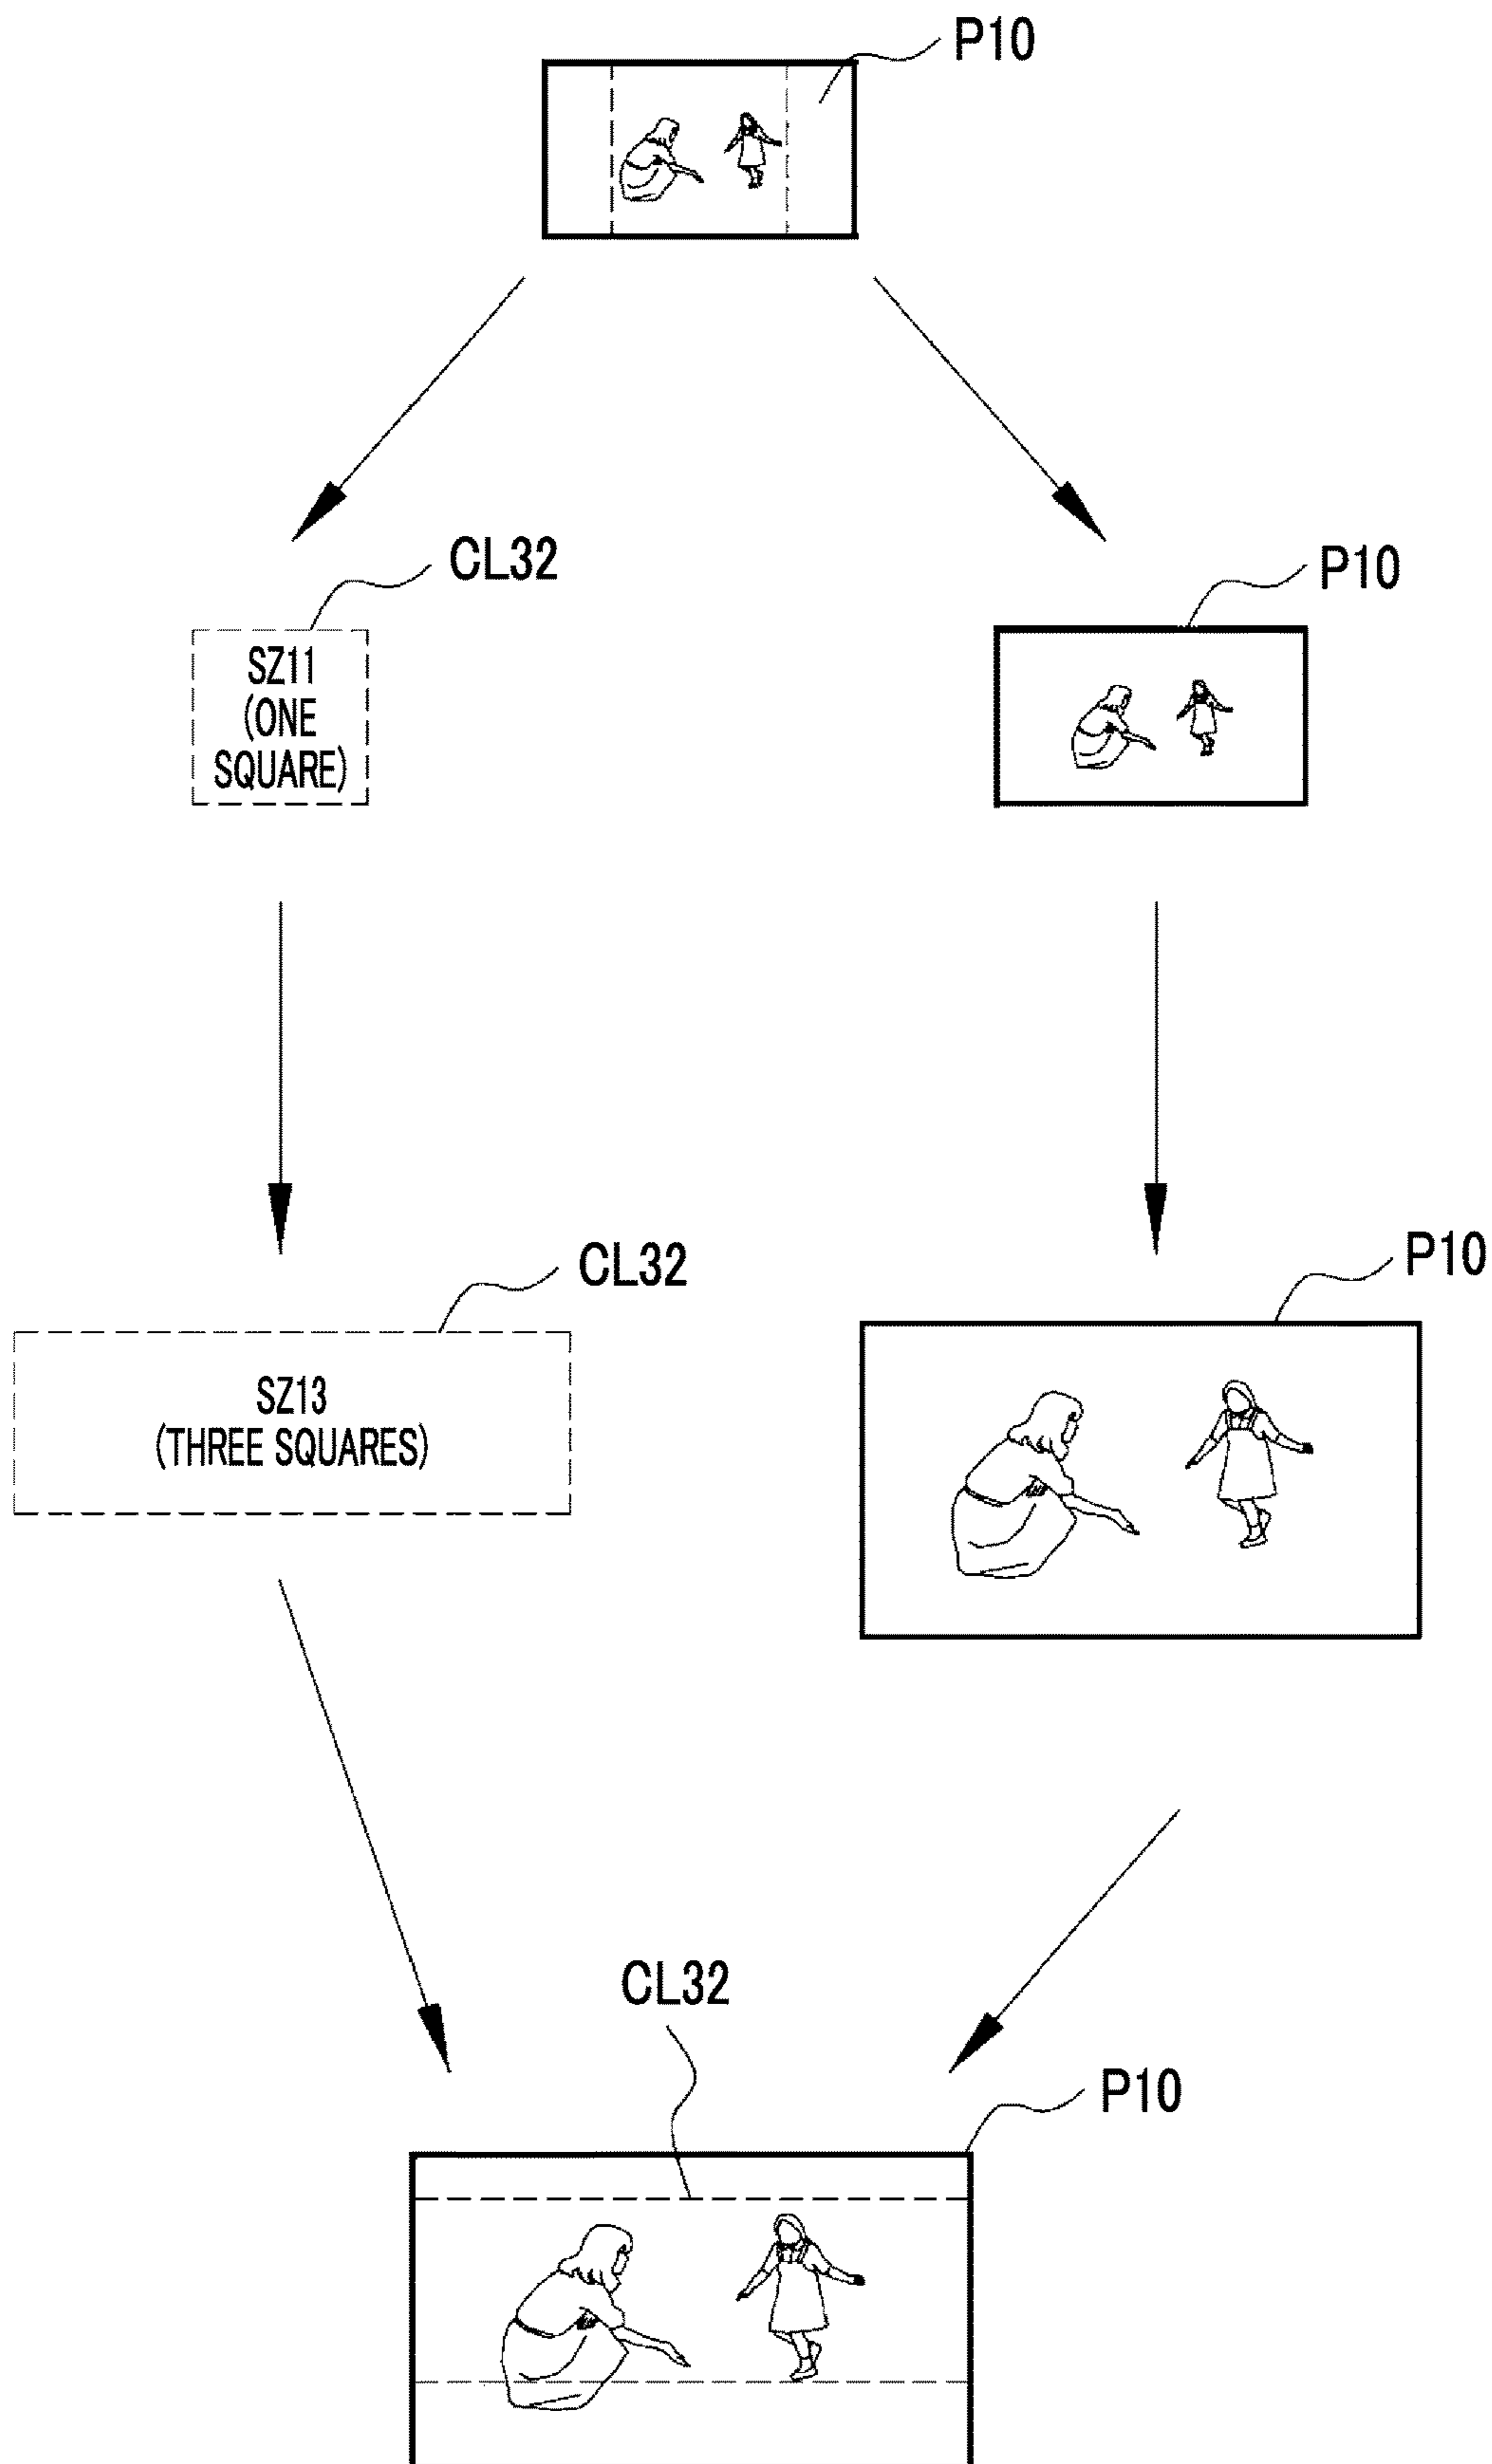 P10
CL32
P10
SZ11
(ONE
SQUARE)
CL32
P10
SZ13
(THREE SQUARES)
CL32
P10